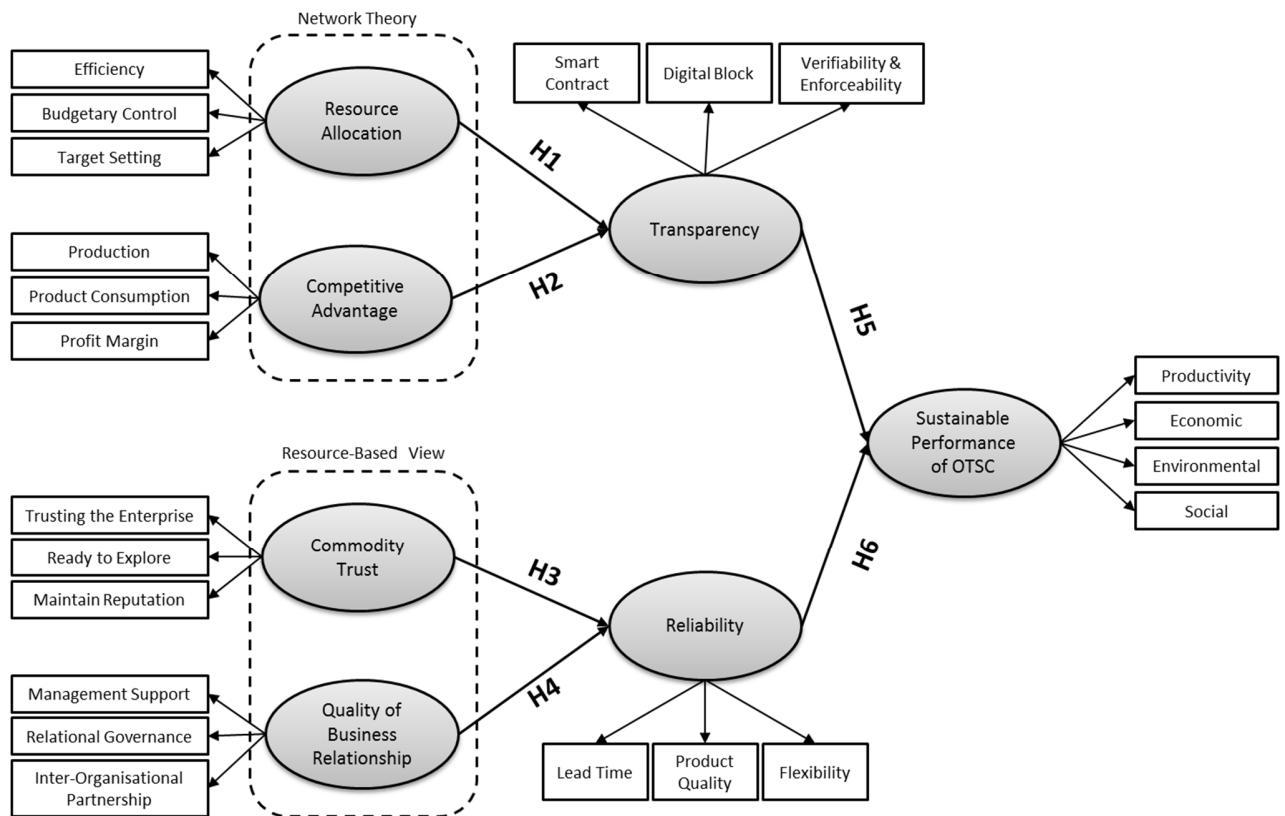 Network Theory
Efficiency
Budgetary Control
Target Setting
Resource
Allocation
H1
Production
Product Consumption
Profit Margin
Competitive
Advantage
H2
Smart
Contract
Digital Block
Verifiability &
Enforceability
Transparency
H5
Resource-Based View
Trusting the Enterprise
Ready to Explore
Maintain Reputation
Commodity
Trust
H3
Management Support
Relational Governance
Inter-Organisational
Partnership
Quality of
Business
Relationship
H4
Reliability
Lead Time
Product
Quality
Flexibility
H6
Sustainable
Performance
of OTSC
Productivity
Economic
Environmental
Social